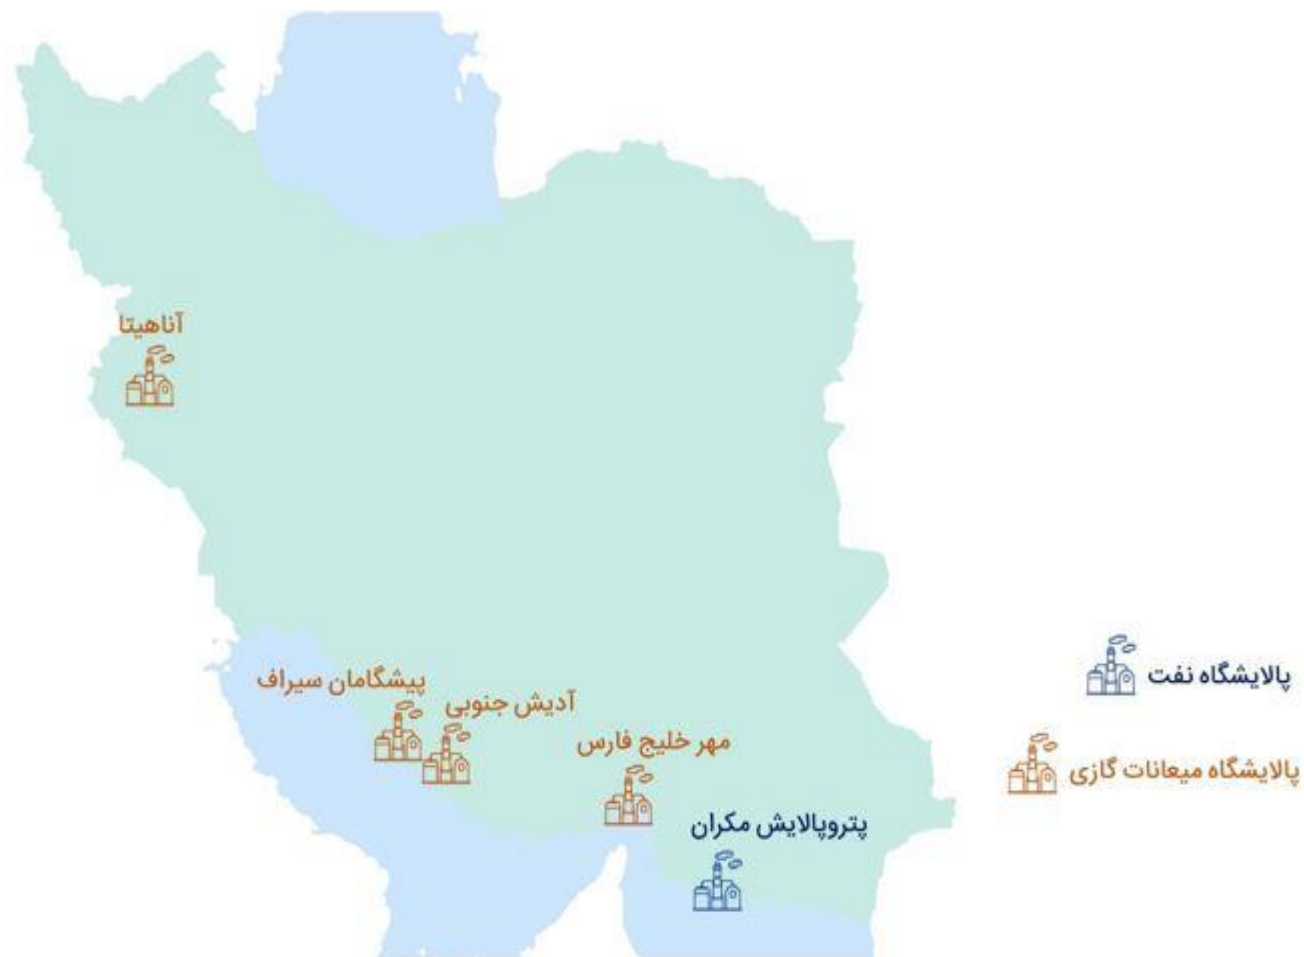 آناهیتا
پیشگامان سیراف
آدیش جنوبی
مهر خلیج فارس
پتروپالایش مکران
پالایشگاه نفت
پالایشگاه میعانات گازی